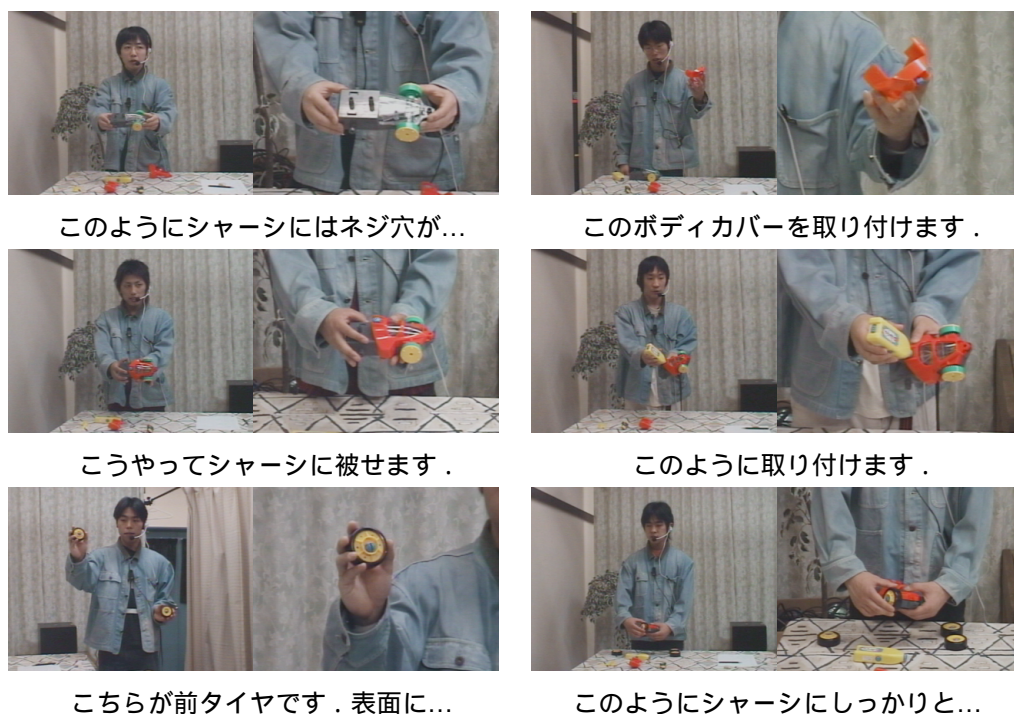 このようにシャーシにはネジ穴が...
このボディカバーを取り付けます．
こうやってシャーシに被せます．
このように取り付けます．
こちらが前タイヤです．表面に...
このようにシャーシにしっかりと...